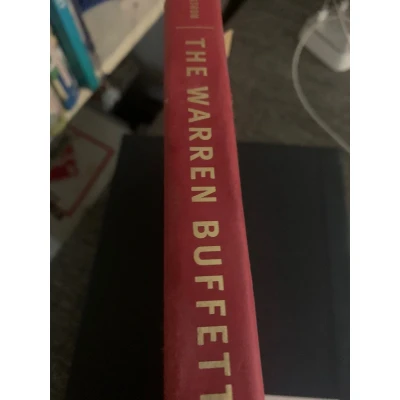 THE WARREN BUFFETT